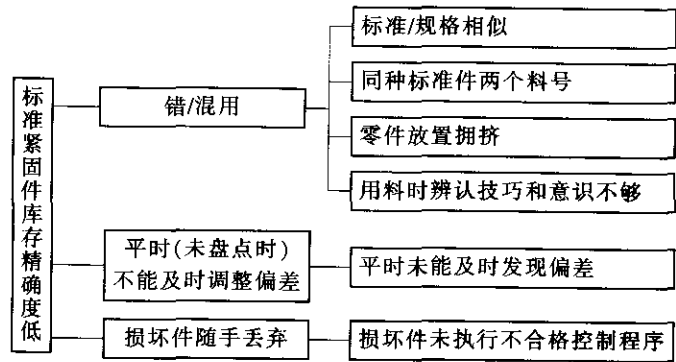 标准紧固件库存精确度低
错/混用
标准/规格相似
同种标准件两个料号
零件放置拥挤
用料时辨认技巧和意识不够
平时(未盘点时)
不能及时调整偏差
平时未能及时发现偏差
损坏件随手丢弃
损坏件未执行不合格控制程序